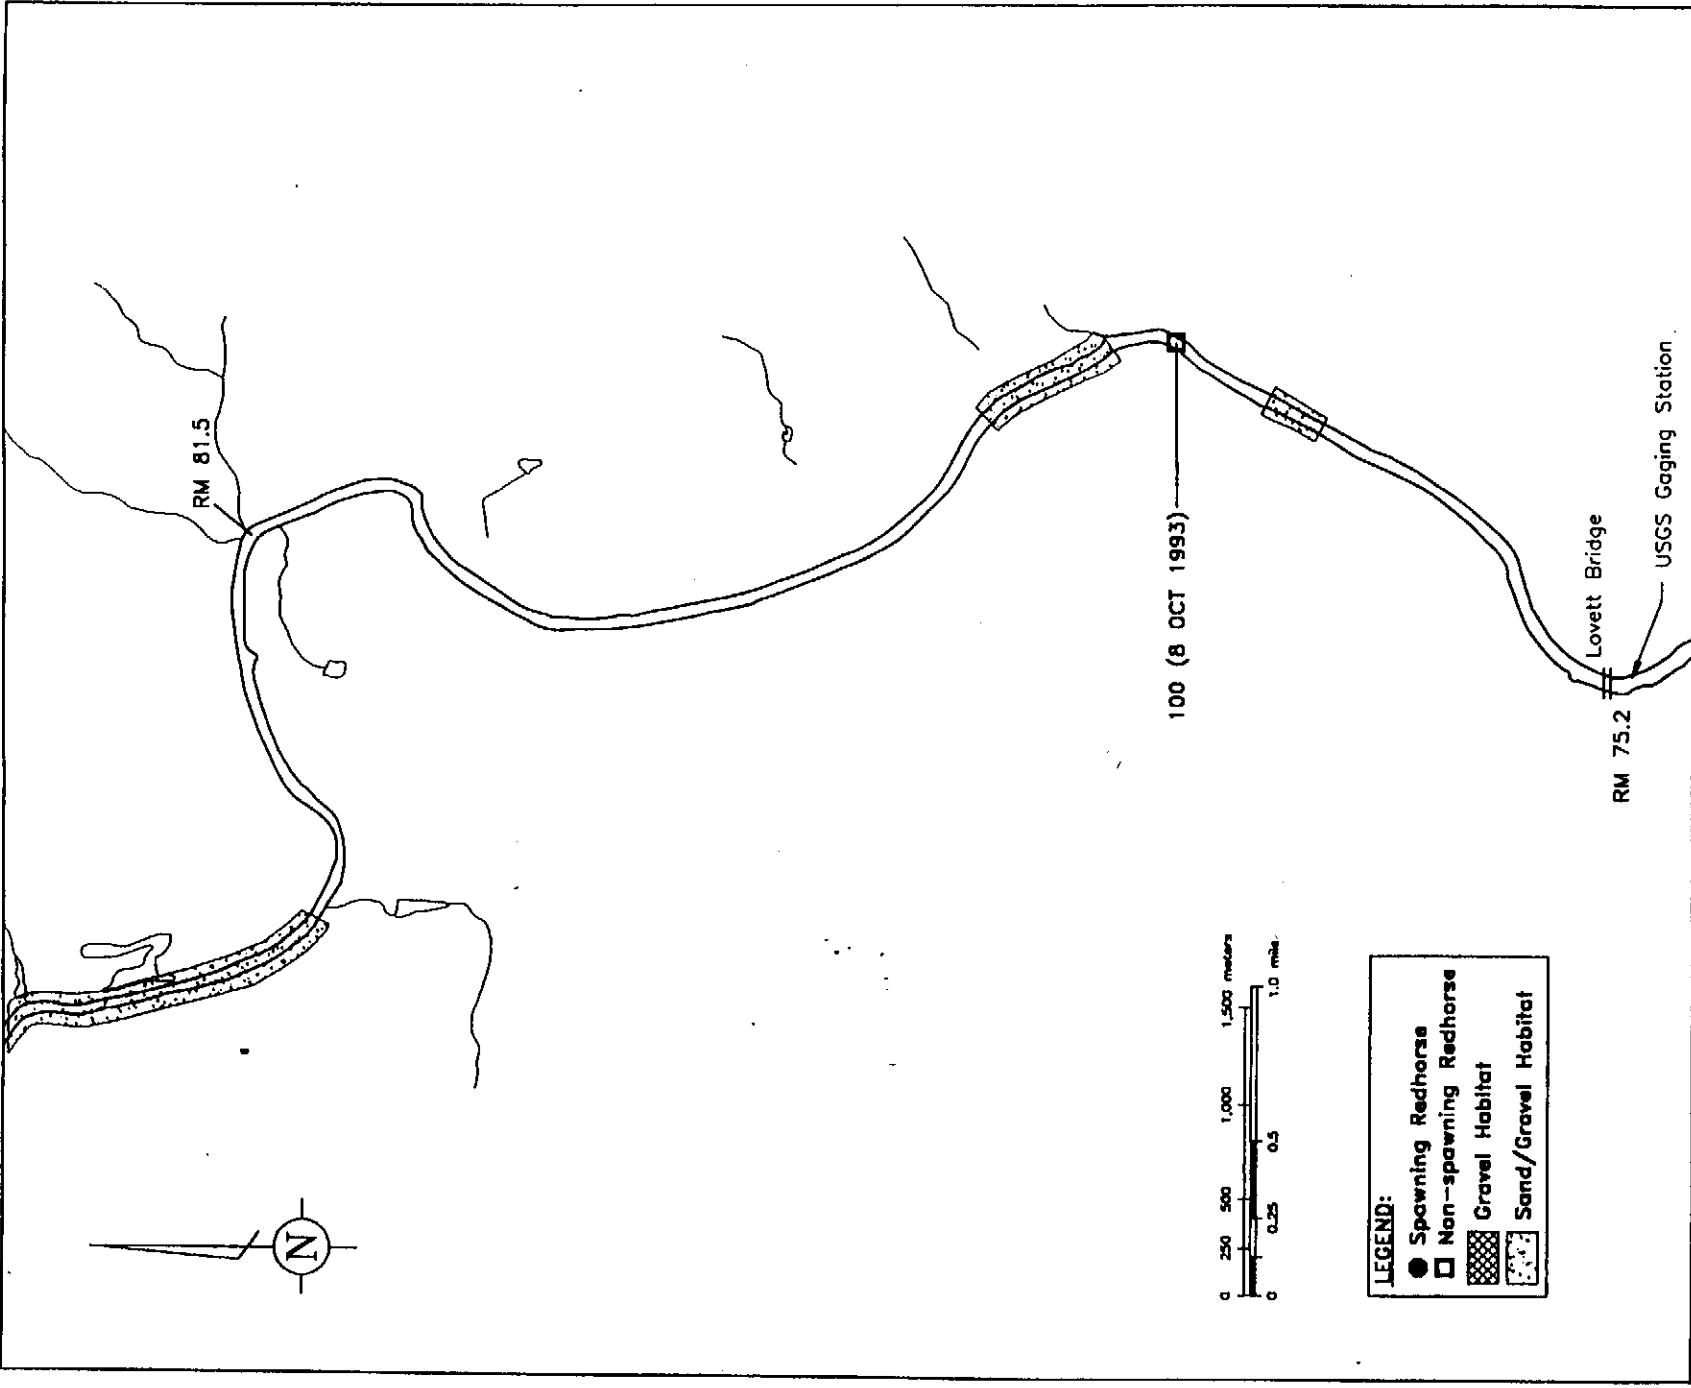 RM 81.5
100 (8 OCT 1993)
Lovett Bridge
USGS Gaging Station
RM 75.2
N
0 250 500 1,000 1,500 meters
0 0.25 0.5 1.0 mile
LEGEND:
Spawning Redhorse
Non-spawning Redhorse
Gravel Habitat
Sand/Gravel Habitat